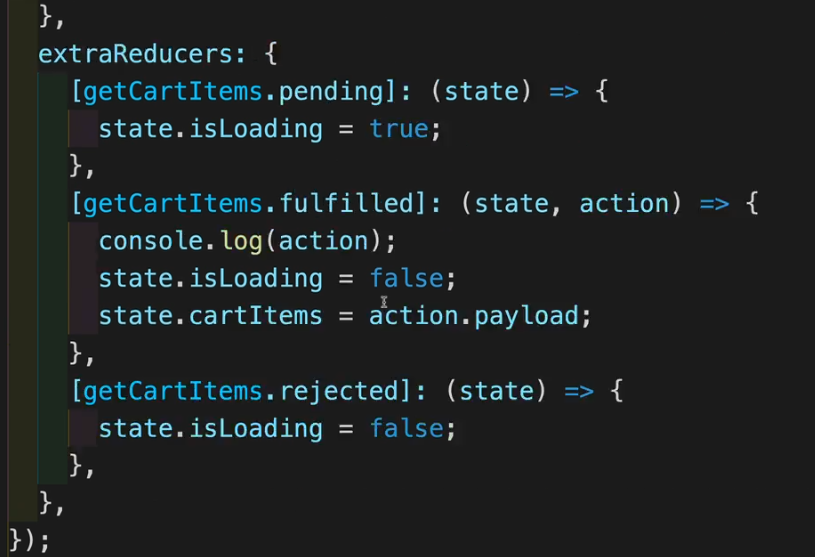 },
extraReducers: {
[getCartItems.pending]: (state) => {
state.isLoading = true;
},
[getCartItems.fulfilled]: (state, action) => {
console.log(action);
state.isLoading = false;
state.cartItems = action.payload;
},
[getCartItems.rejected]: (state) => {
state.isLoading = false;
},
},
});